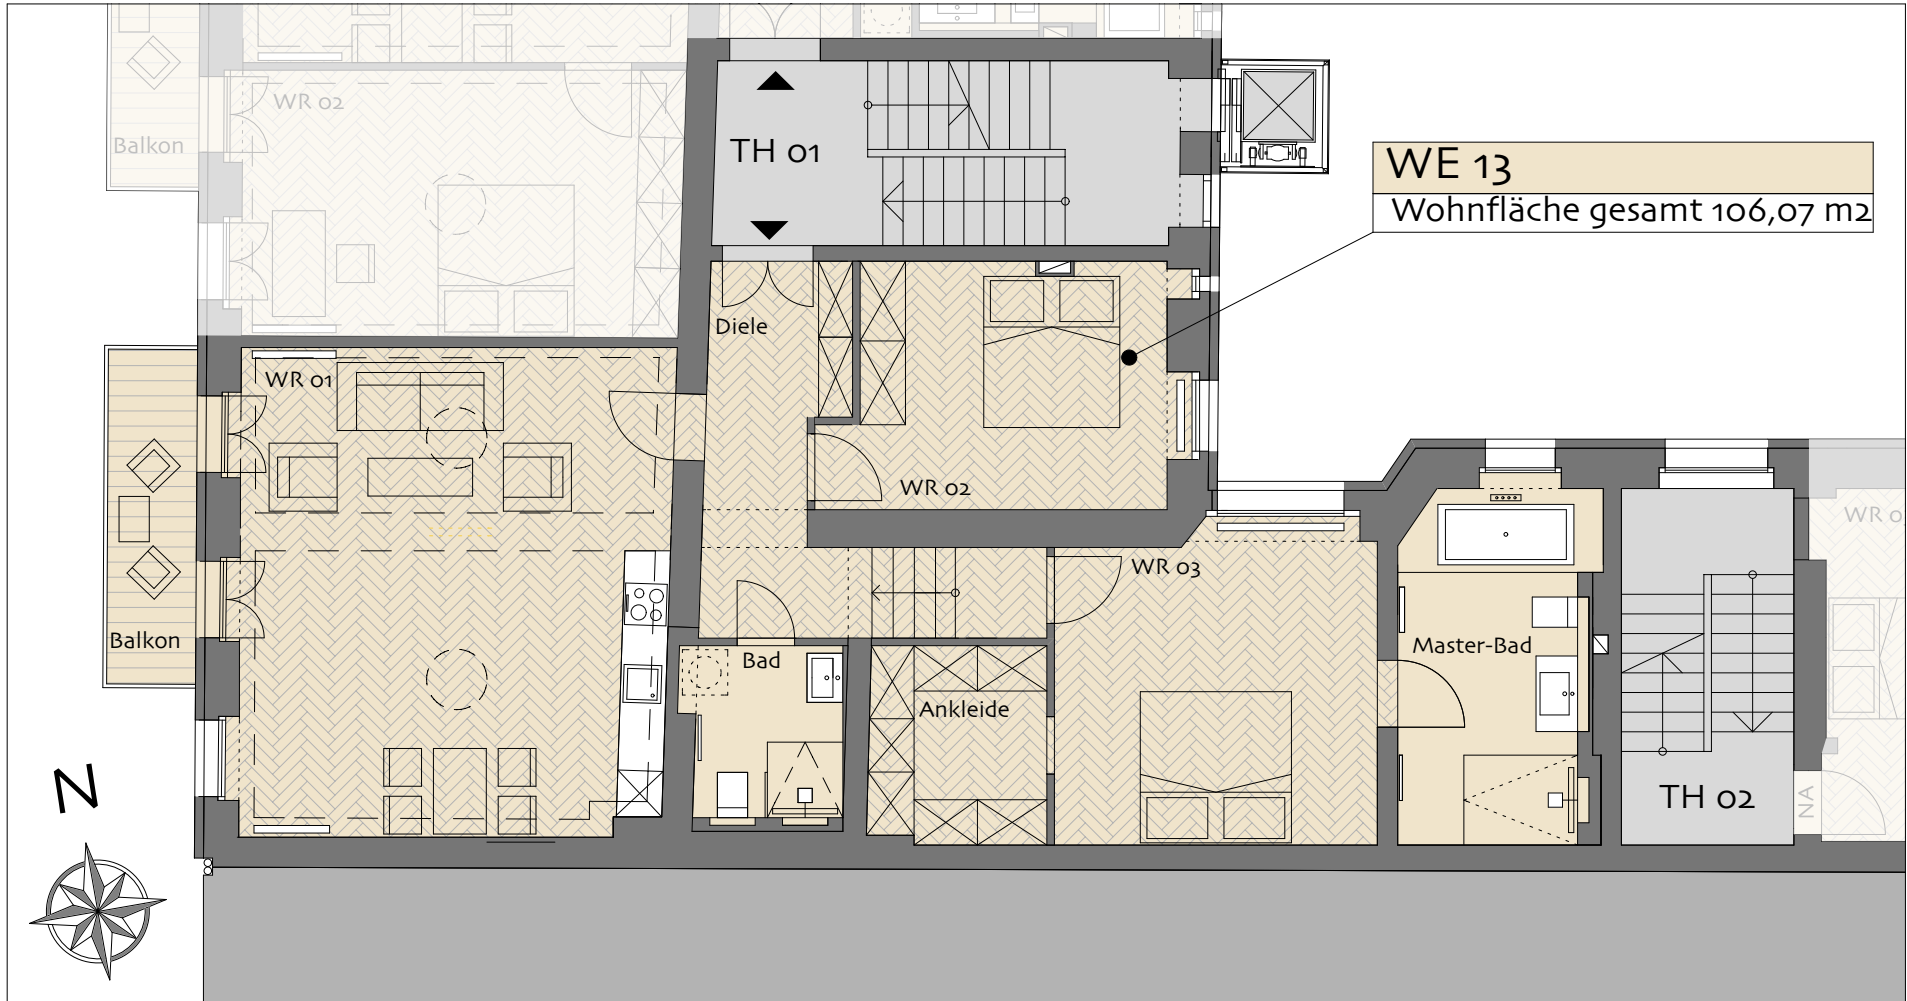 WR 02
Balkon
TH 01
WE 13
Wohnfläche gesamt 106,07 m2
Diele
WR 01
WR 02
WR 03
WR 0
Balkon
Bad
Master-Bad
Ankleide
TH 02
NA
N